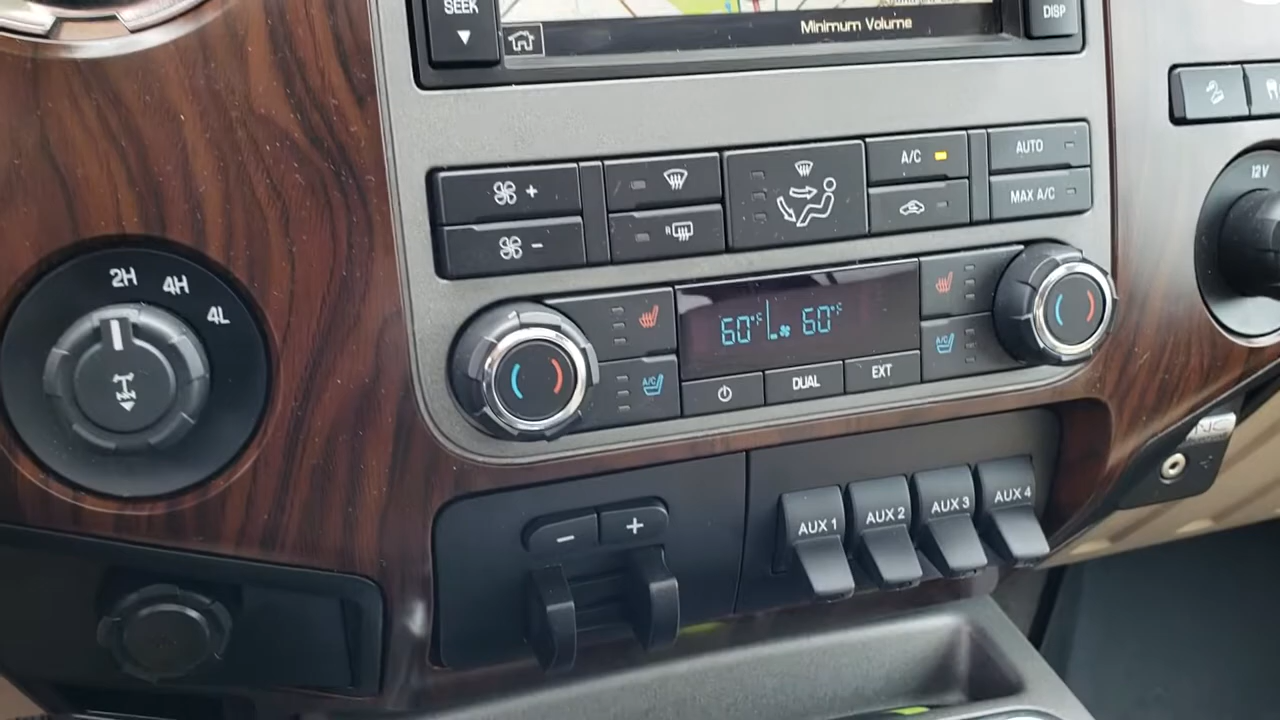 SEEK
Minimum Volume
DISP
A/C
AUTO
MAX A/C
12V
R
2H
4H
4L
60°F
60°F
A/C
A/C
DUAL
EXT
AUX 1
AUX 2
AUX 3
AUX 4